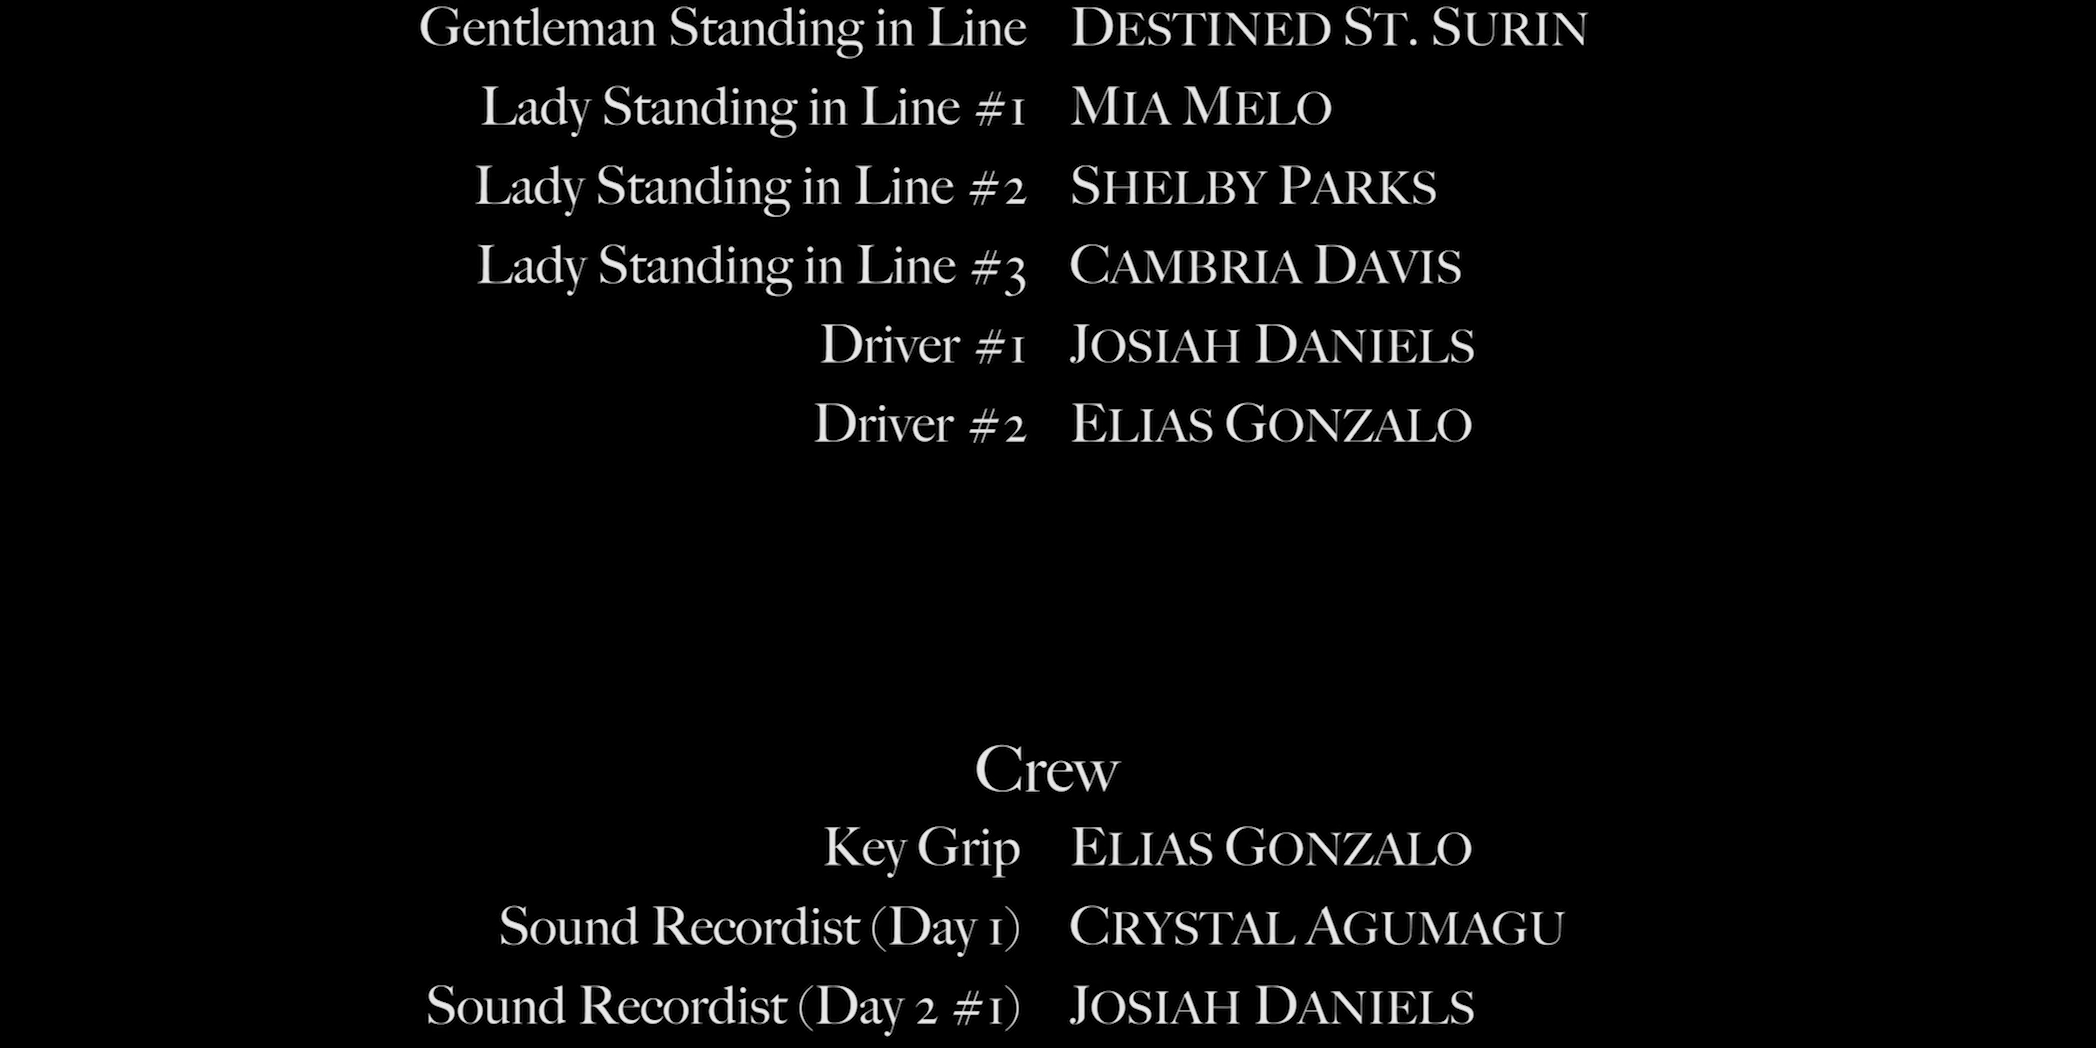 Gentleman Standing in Line DESTINED ST. SURIN
Lady Standing in Line #1 MIA MELO
Lady Standing in Line #2 SHELBY PARKS
Lady Standing in Line #3 CAMBRIA DAVIS
Driver #1 JOSIAH DANIELS
Driver #2 ELIAS GONZALO
Crew
Key Grip ELIAS GONZALO
Sound Recordist (Day 1) CRYSTAL AGUMAGU
Sound Recordist (Day 2 #1) JOSIAH DANIELS